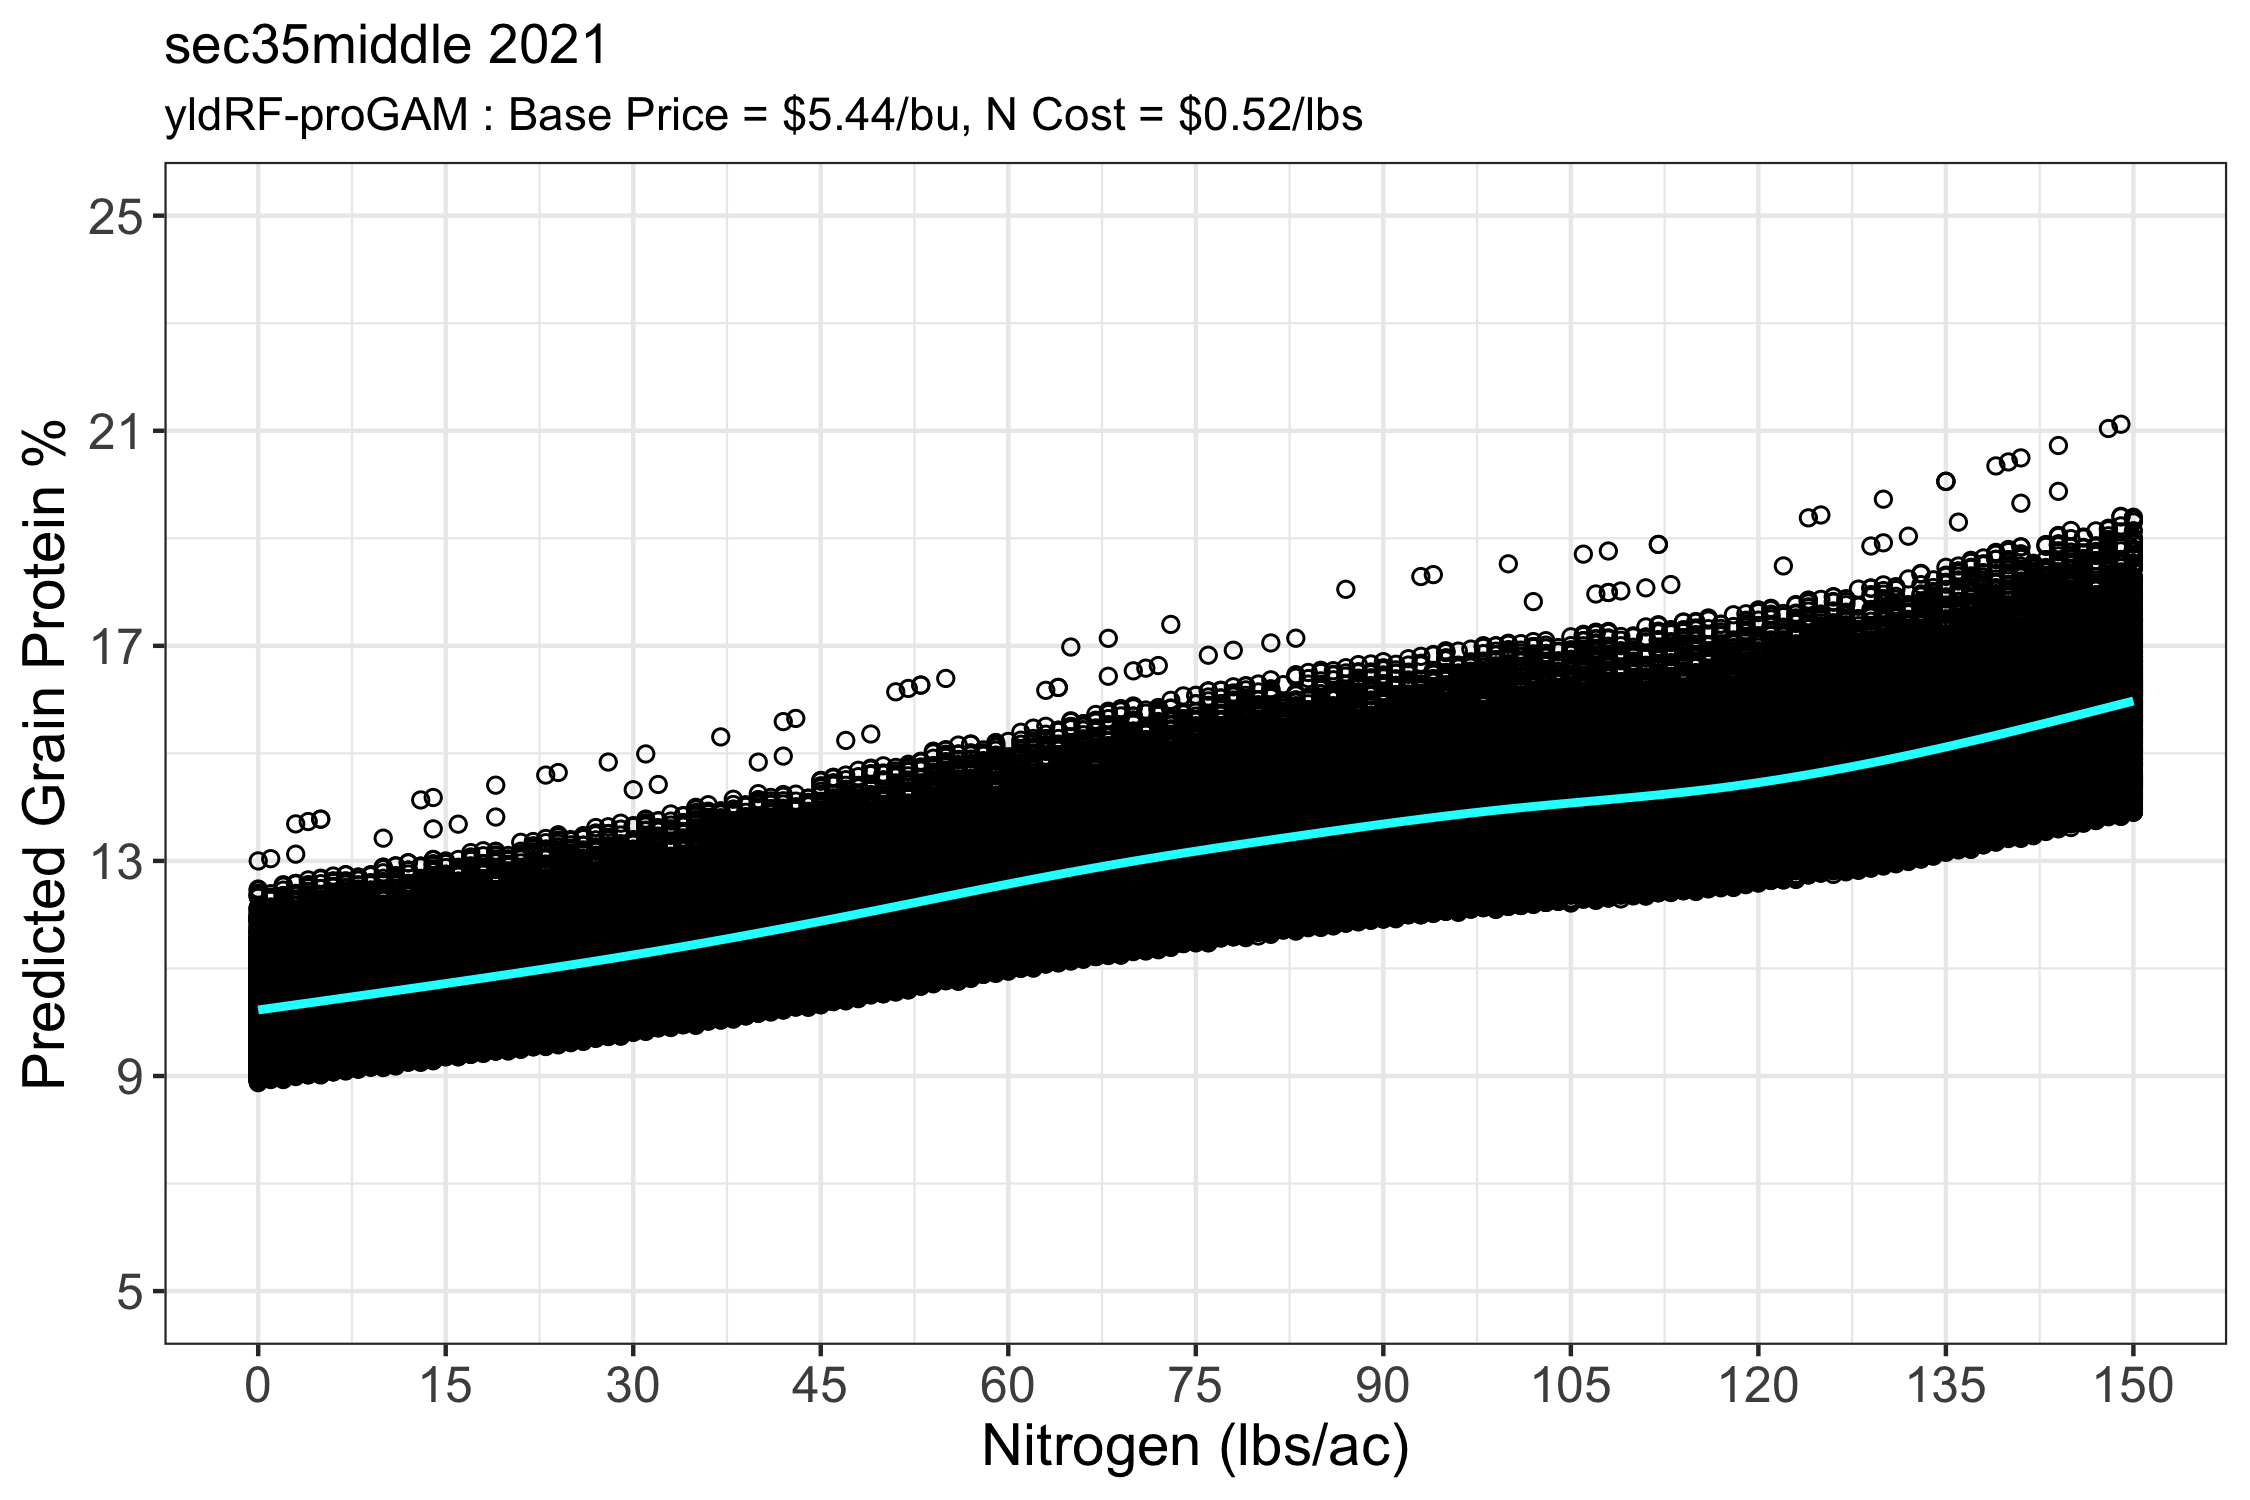 sec35middle 2021
yldRF-proGAM : Base Price = $5.44/bu, N Cost = $0.52/lbs
Predicted Grain Protein %
25
21
17
13
9
5
0 15 30 45 60 75 90 105 120 135 150
Nitrogen (lbs/ac)